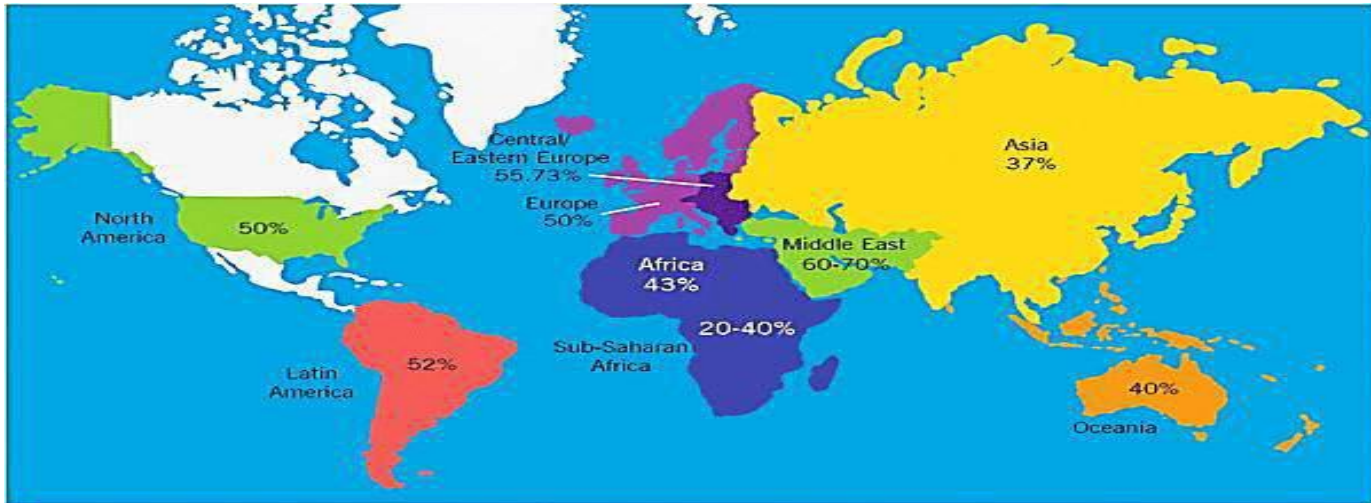 Central/
Eastern Europe
55.73%
Europe
50%
Asia
37%
North
America
50%
Middle East
60-70%
Africa
43%
20-40%
Sub-Saharan
Africa
Latin
America
52%
40%
Oceania